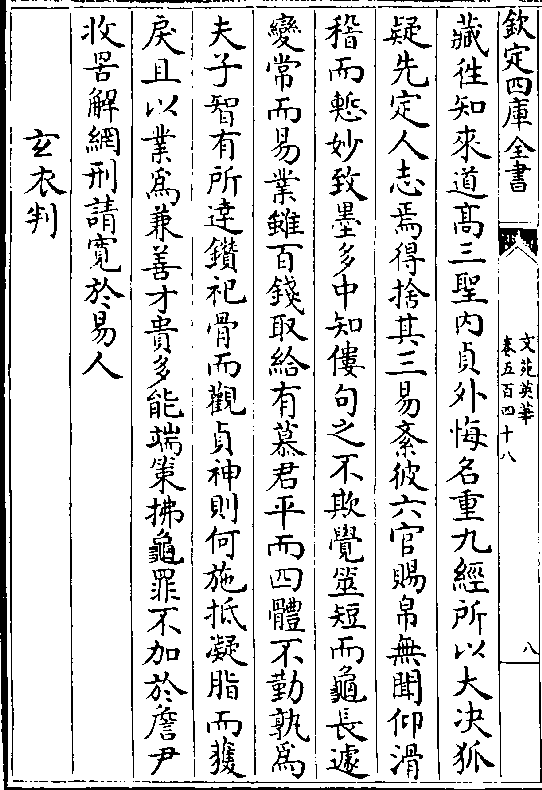 欽定四庫全書
文苑英華
卷五百四十八
八
藏往知來道髙三聖内貞外悔名重九經所以大决狐
疑先定人志焉得捨其三易紊彼六官賜帛無聞仰滑
稽而慙妙致墨多中知僂句之不欺覺筮短而龜長遽
變常而易業雖百錢取給有慕君平而四體不勤孰為
夫子智有所逹鑽祀骨而觀貞神則何施抵凝脂而獲
戾且以業為兼善才貴多能端策拂龜罪不加於詹尹
收罟解網刑請寛於易人
玄衣判